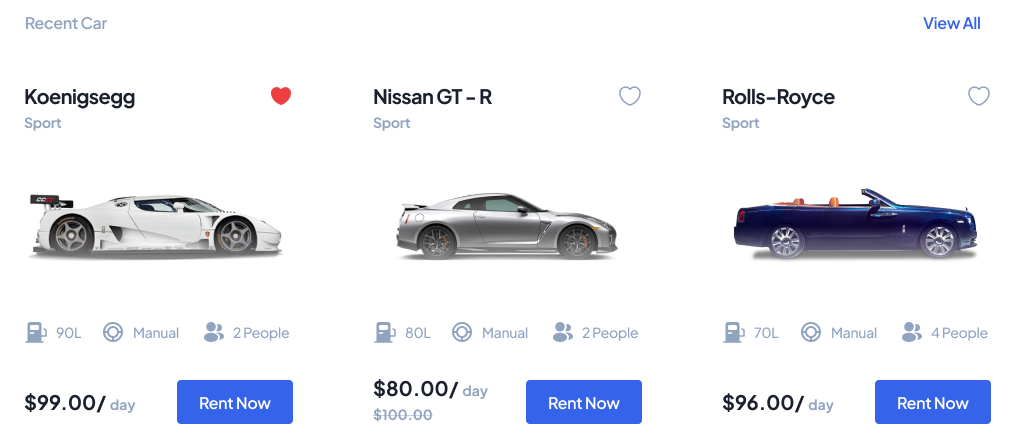 Recent Car
View All
Koenigsegg
Sport
90L Manual 2 People
$99.00/ day
Rent Now
Nissan GT - R
Sport
80L Manual 2 People
$80.00/ day
$100.00
Rent Now
Rolls-Royce
Sport
70L Manual 4 People
$96.00/ day
Rent Now